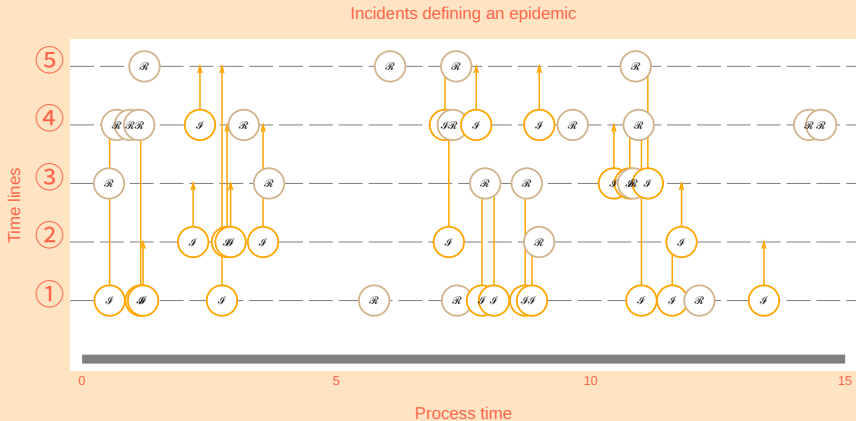 Incidents defining an epidemic
⑤ ℛ ℐ ℛ ℛ ℐ ℐ ℛ
④ ℛ ℛ ℛ ℐ ℛ ℐ ℛ ℐ ℐ ℛ ℛ ℛ ℛ
③ ℛ ℛ ℛ ℛ ℐ ℛ ℐ
② ℐ ℐ ℐ ℐ ℛ ℐ
① ℐ ℐ ℐ ℛ ℛ ℐ ℐ ℐ ℐ ℐ ℐ ℛ ℐ
Time lines
0 5 10 15
Process time